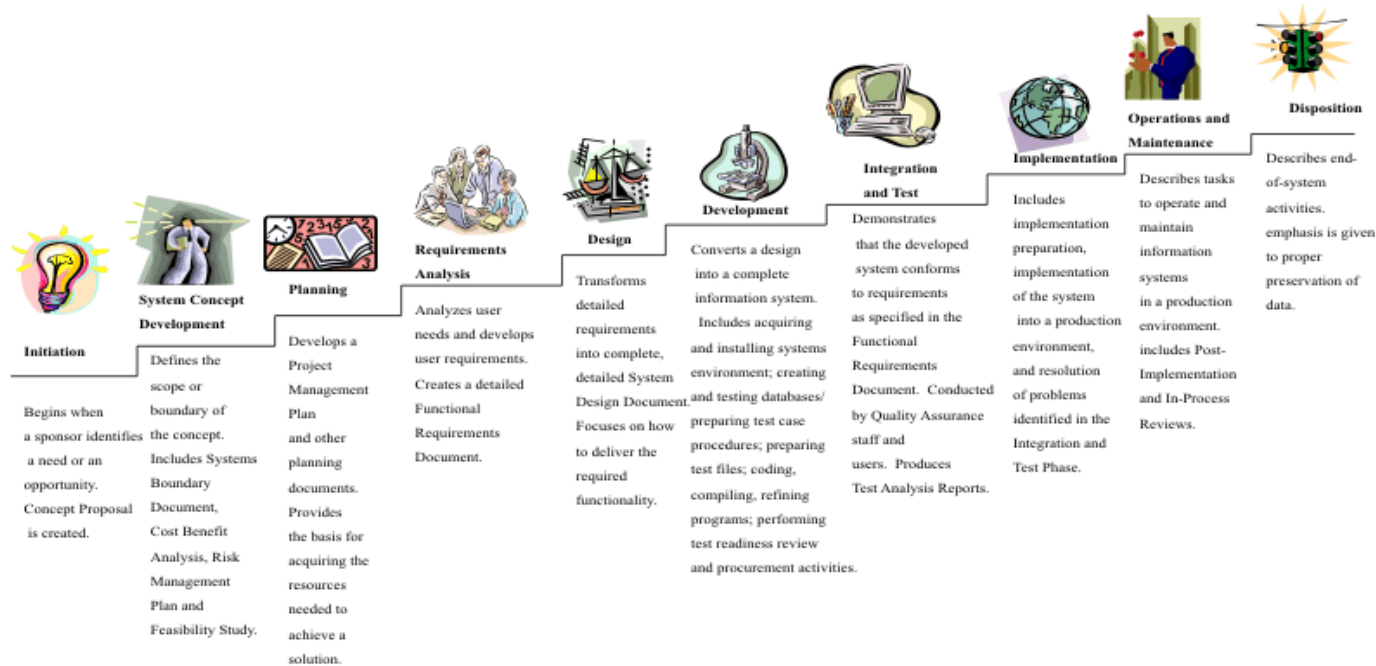 Initiation
Begins when
a sponsor identifies
a need or an
opportunity.
Concept Proposal
is created.
System Concept
Development
Defines the
scope or
boundary of
the concept.
Includes Systems
Boundary
Document,
Cost Benefit
Analysis, Risk
Management
Plan and
Feasibility Study.
Planning
Develops a
Project
Management
Plan
and other
planning
documents.
Provides
the basis for
acquiring the
resources
needed to
achieve a
solution.
Requirements
Analysis
Analyzes user
needs and develops
user requirements.
Creates a detailed
Functional
Requirements
Document.
Design
Transforms
detailed
requirements
into complete,
detailed System
Design Document.
Focuses on how
to deliver the
required
functionality.
Development
Converts a design
into a complete
information system.
Includes acquiring
and installing systems
environment; creating
and testing databases/
preparing test case
procedures; preparing
test files; coding,
compiling, refining
programs; performing
test readiness review
and procurement activities.
Integration
and Test
Demonstrates
that the developed
system conforms
to requirements
as specified in the
Functional
Requirements
Document. Conducted
by Quality Assurance
staff and
users. Produces
Test Analysis Reports.
Implementation
Includes
implementation
preparation,
implementation
of the system
into a production
environment,
and resolution
of problems
identified in the
Integration and
Test Phase.
Operations and
Maintenance
Describes tasks
to operate and
maintain
information
systems
in a production
environment.
includes Post-
Implementation
and In-Process
Reviews.
Disposition
Describes end-
of-system
activities.
emphasis is given
to proper
preservation of
data.